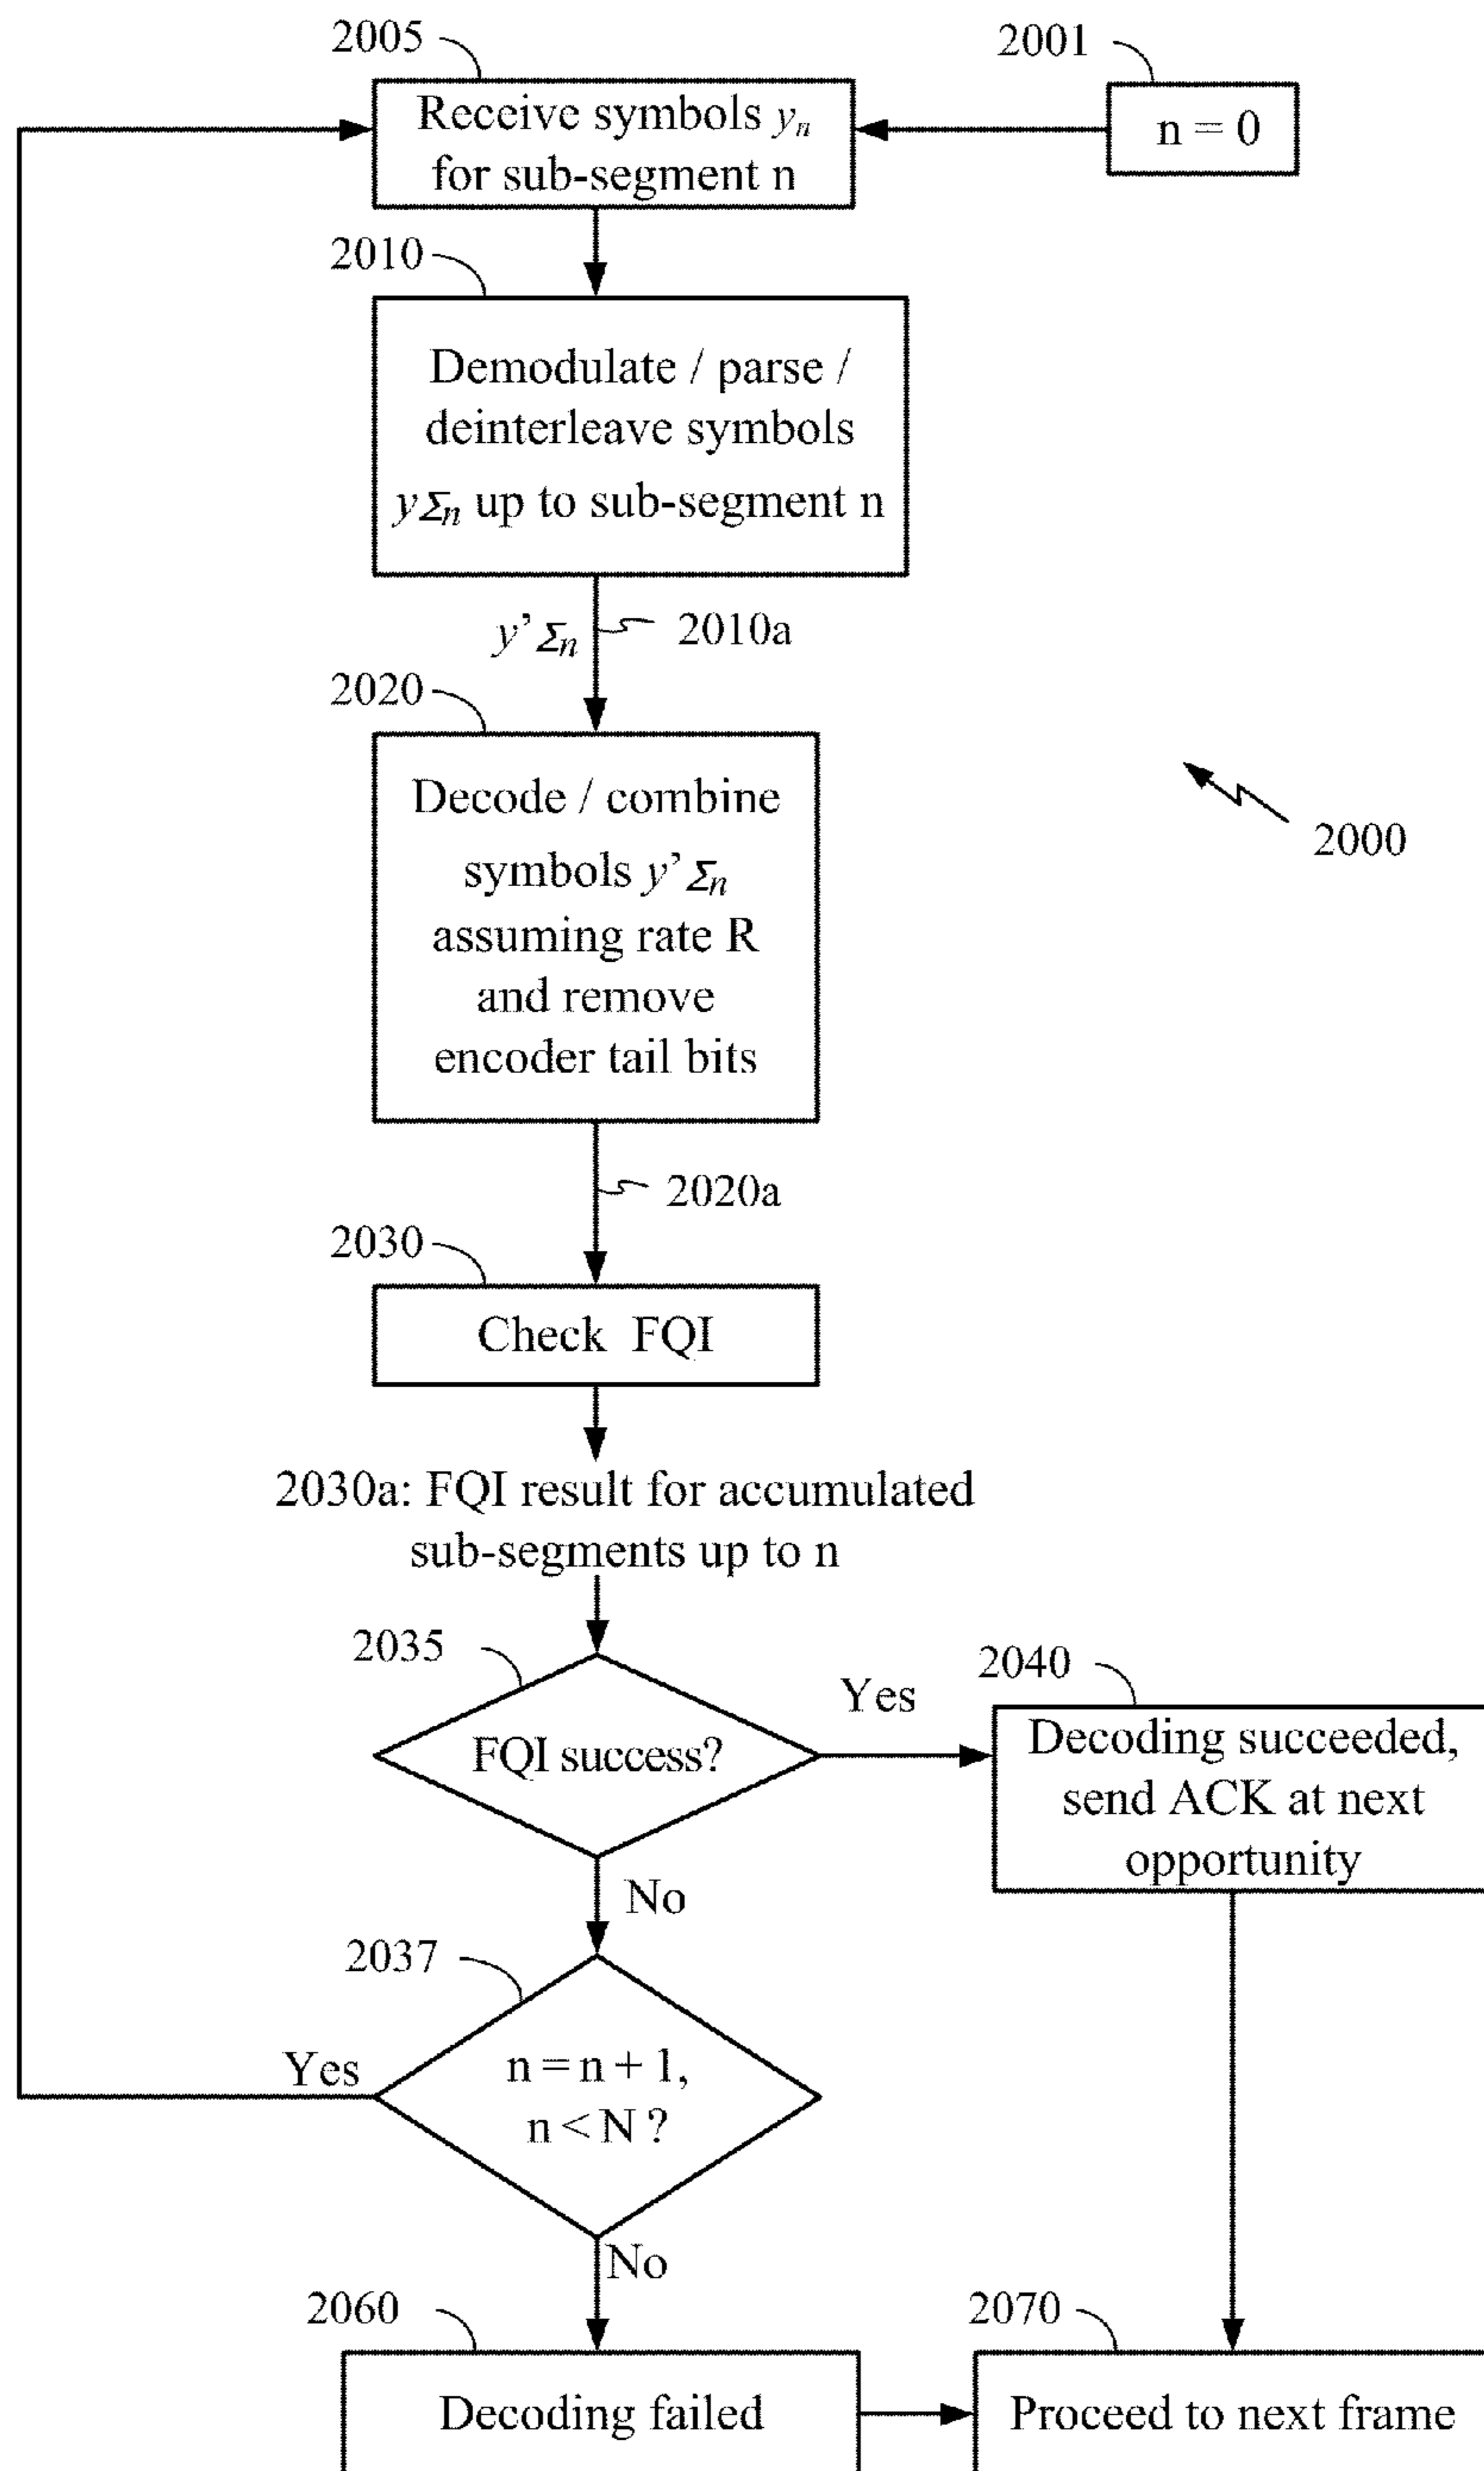 2005
2001
Receive symbols yn
for sub-segment n
n = 0
2010
Demodulate / parse /
deinterleave symbols
yΣn up to sub-segment n
y’Σn
2010a
2020
Decode / combine
symbols y’Σn
assuming rate R
and remove
encoder tail bits
2000
2020a
2030
Check FQI
2030a: FQI result for accumulated
sub-segments up to n
2035
FQI success?
Yes
2040
Decoding succeeded,
send ACK at next
opportunity
No
2037
n = n + 1,
n < N ?
Yes
No
2060
Decoding failed
2070
Proceed to next frame